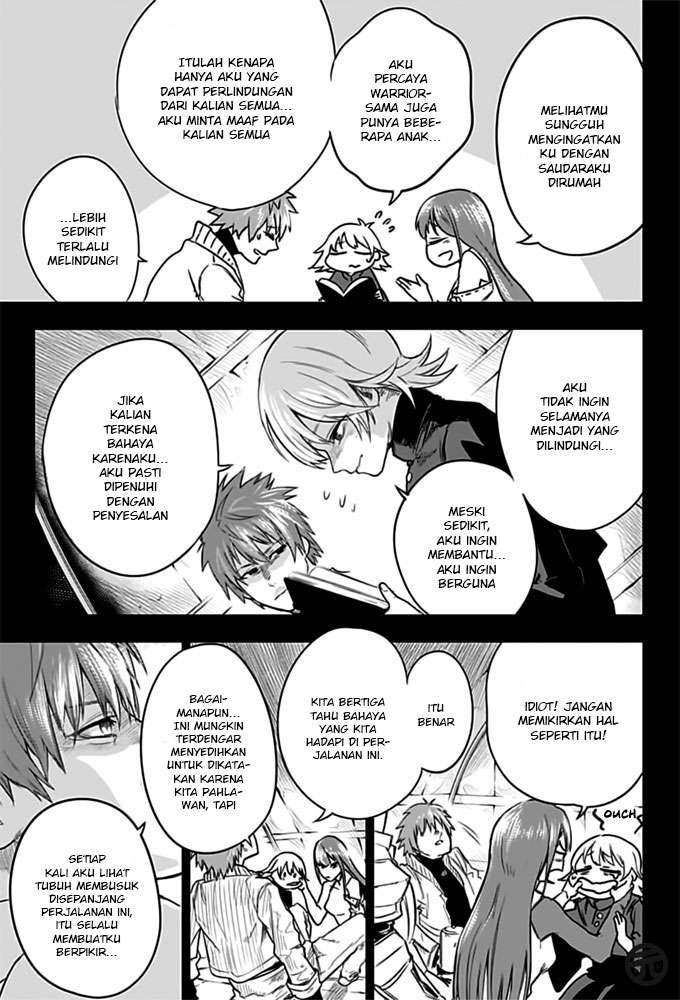 MELIHATMU
SUNGGUH
MENGINGATKAN
KU DENGAN
SAUDARAKU
DIRUMAH
AKU
PERCAYA
WARRIOR-
SAMA JUGA
PUNYA BEBE-
RAPA ANAK...
ITULAH KENAPA
HANYA AKU YANG
DAPAT PERLINDUNGAN
DARI KALIAN SEMUA...
AKU MINTA MAAF PADA
KALIAN SEMUA
...LEBIH
SEDIKIT
TERLALU
MELINDUNGI
AKU
TIDAK INGIN
SELAMANYA
MENJADI YANG
DILINDUNGI...
MESKI
SEDIKIT,
AKU INGIN
MEMBANTU...
AKU INGIN
BERGUNA
JIKA
KALIAN
TERKENA
BAHAYA
KARENAKU...
AKU PASTI
DIPENUHI
DENGAN
PENYESALAN
IDIOT! JANGAN
MEMIKIRKAN HAL
SEPERTI ITU!
OUCH
ITU
BENAR
KITA BERTIGA
TAHU BAHAYA
YANG KITA
HADAPI DI PER-
JALANAN INI.
BAGAI-
MANAPUN...
INI MUNGKIN
TERDENGAR
MENYEDIHKAN
UNTUK DIKATA-
KAN KARENA
KITA PAHLA-
WAN, TAPI
SETIAP
KALI AKU LIHAT
TUBUH MEMBUSUK
DISEPANJANG
PERJALANAN INI,
ITU SELALU
MEMBUATKU
BERPIKIR...